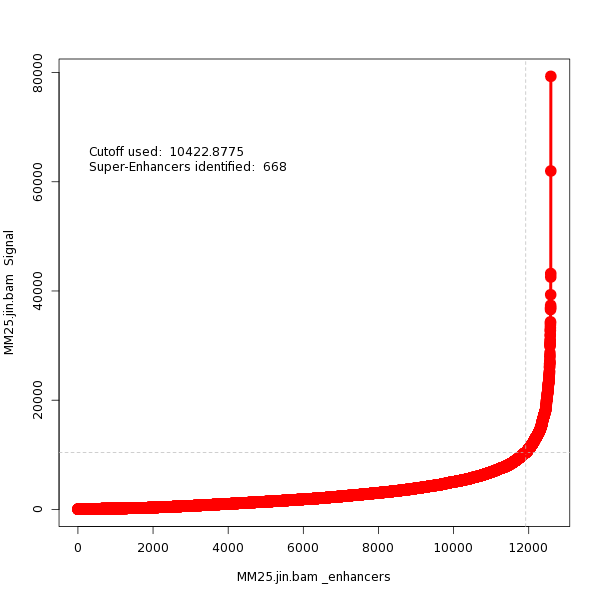 80000
60000
40000
20000
0
MM25.jin.bam  Signal
Cutoff used:  10422.8775
Super-Enhancers identified:  668
0 2000 4000 6000 8000 10000 12000
MM25.jin.bam _enhancers